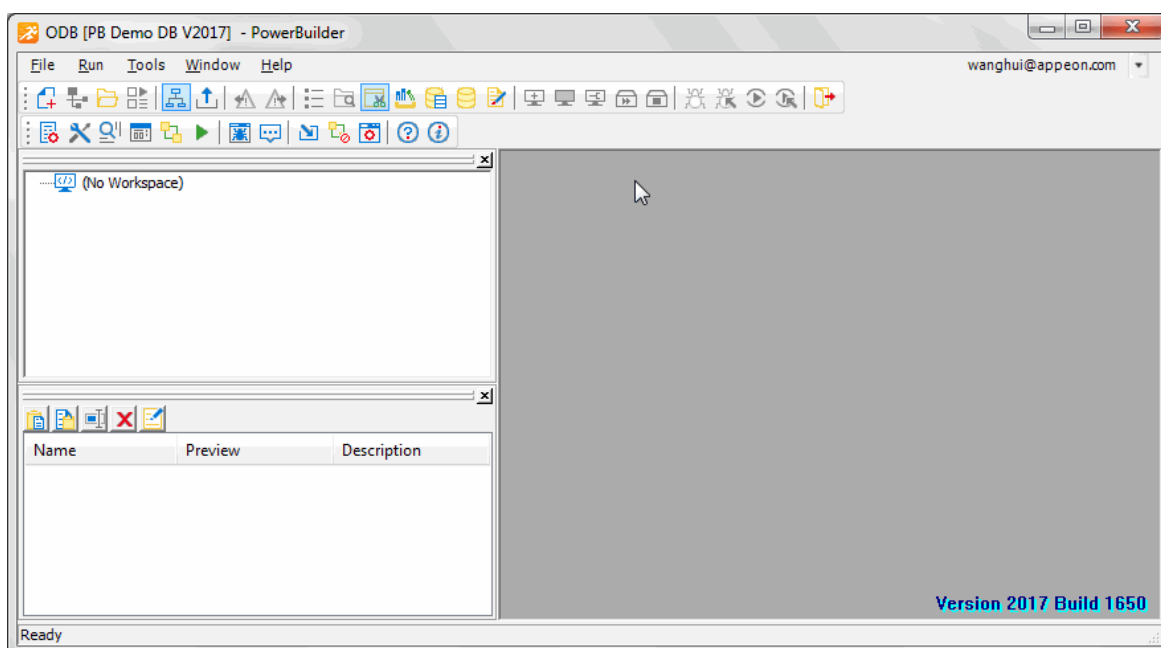 ODB [PB Demo DB V2017] - PowerBuilder
File Run Tools Window Help wanghui@appeon.com
(No Workspace)
Name Preview Description
Version 2017 Build 1650
Ready